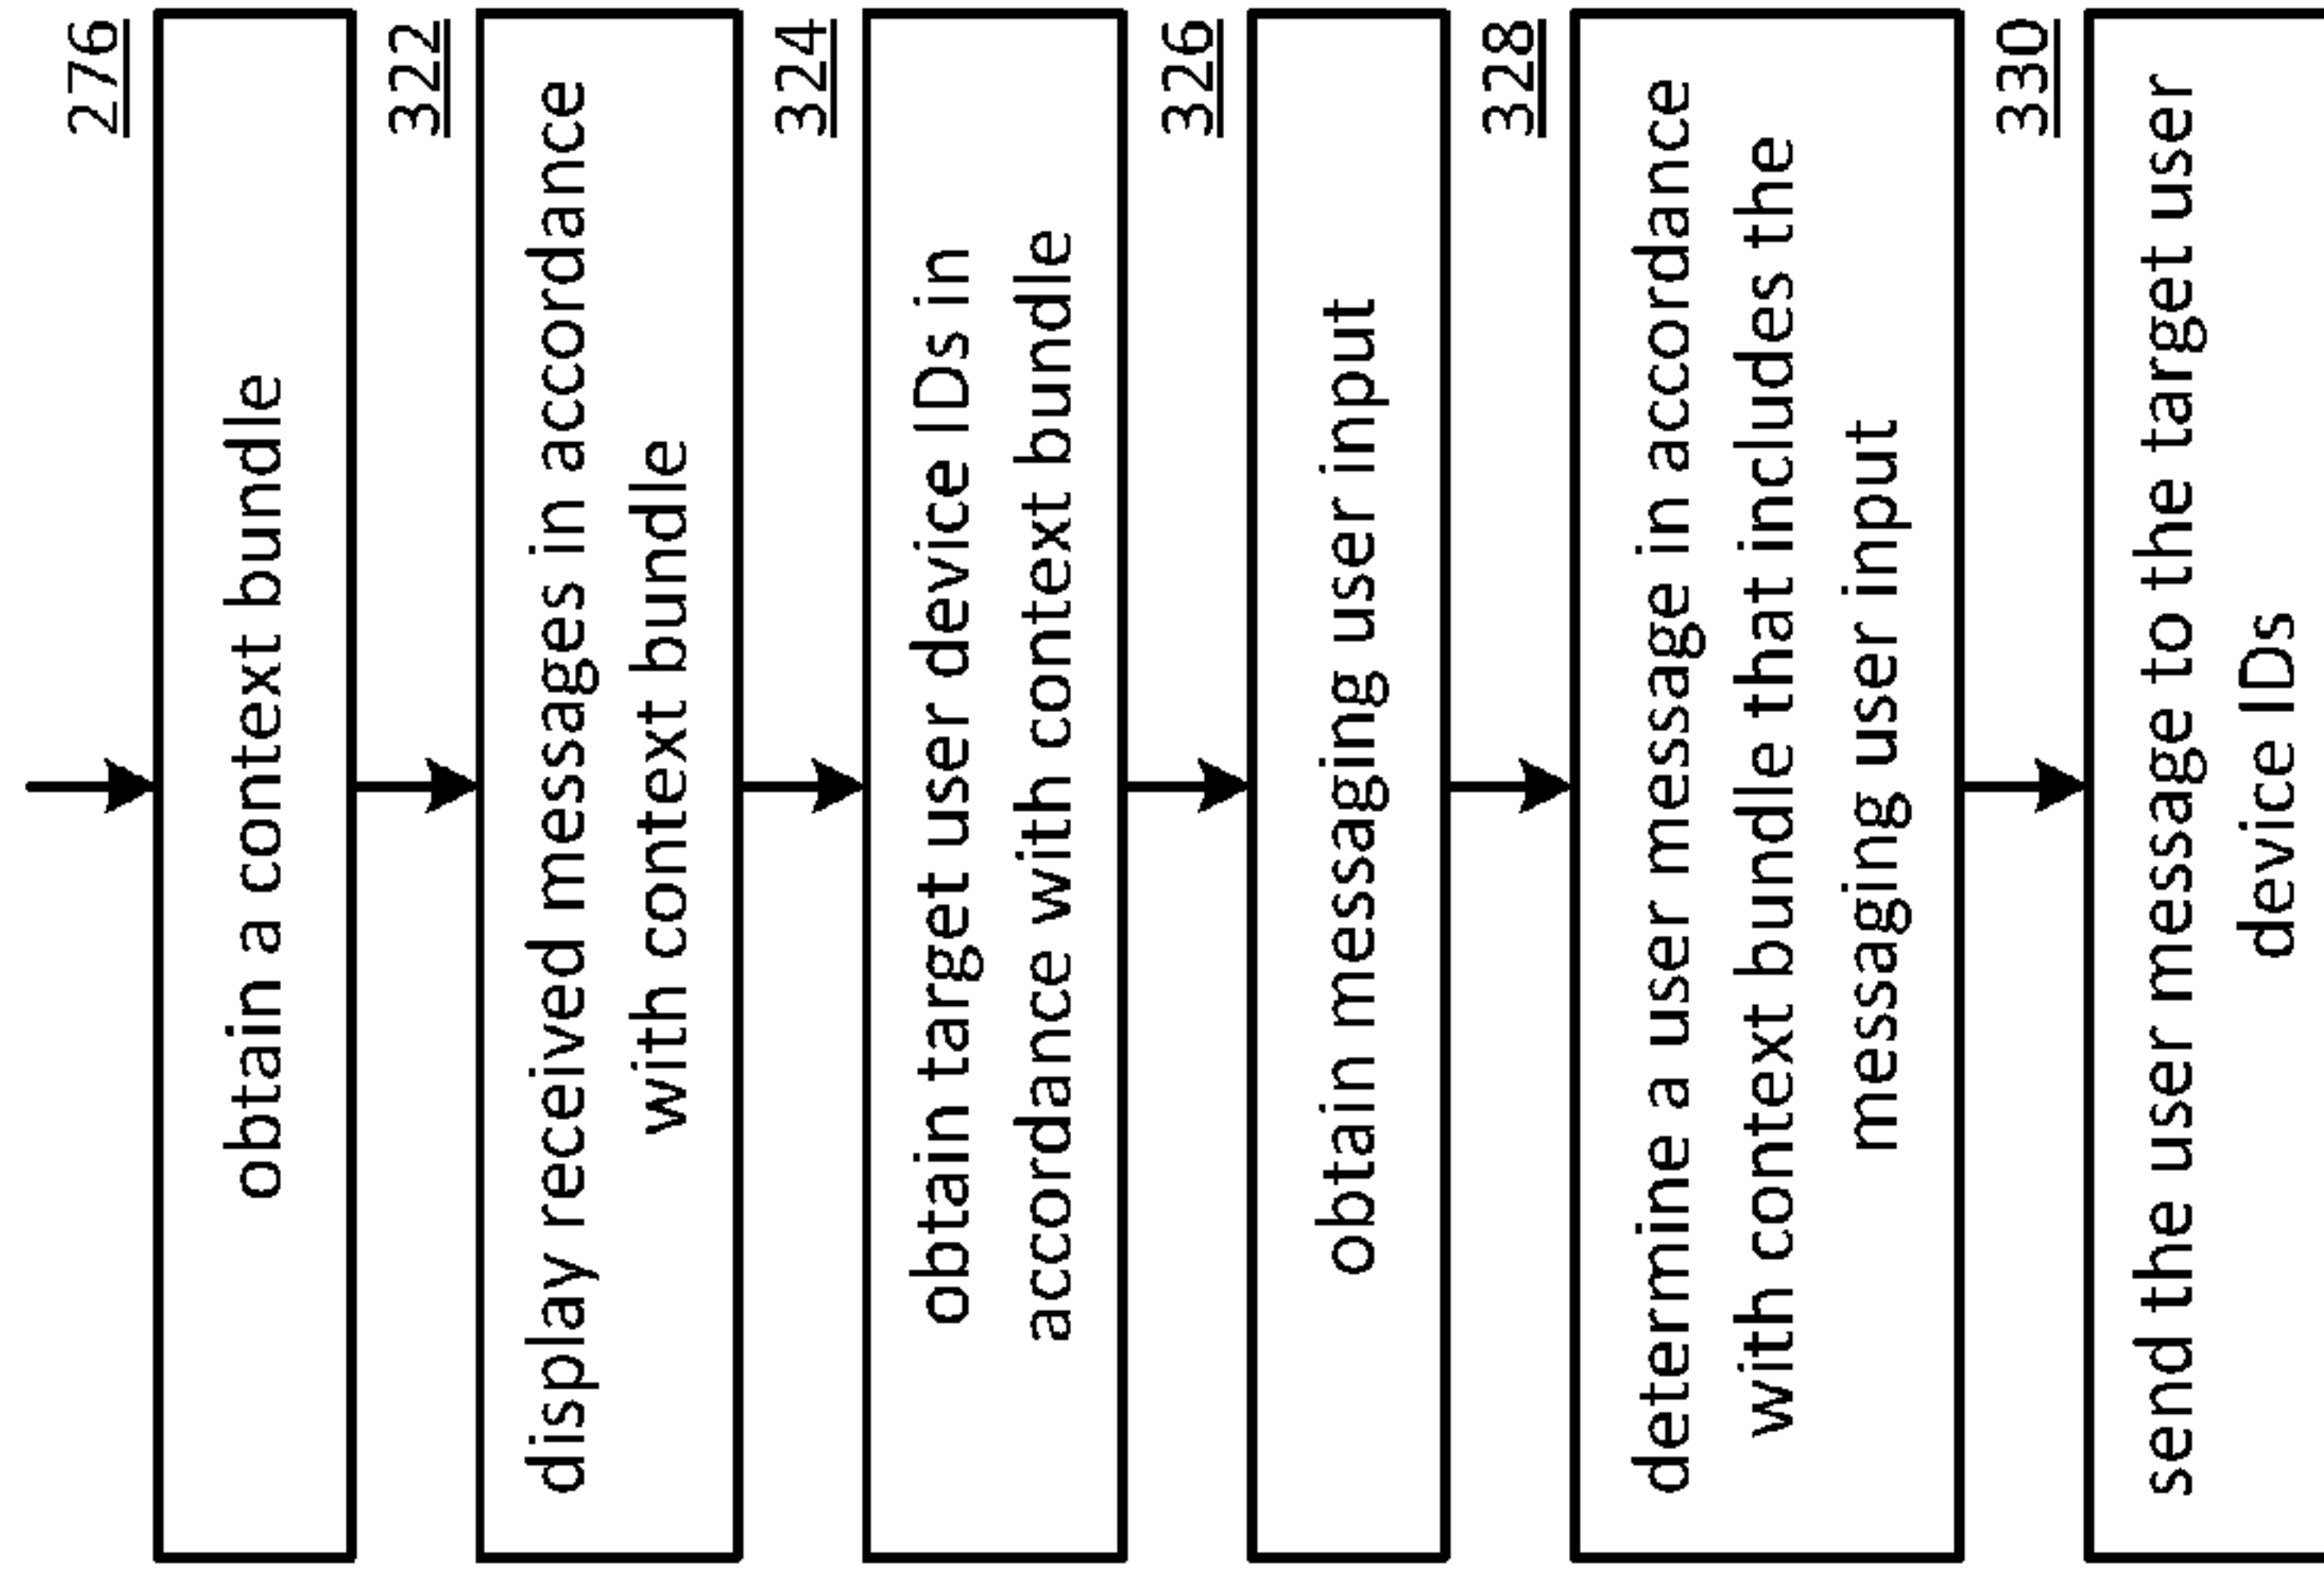 276
obtain a context bundle
322
display received messages in accordance
with context bundle
324
obtain target user device IDs in
accordance with context bundle
326
obtain messaging user input
328
determine a user message in accordance
with context bundle that includes the
messaging user input
330
send the user message to the target user
device IDs